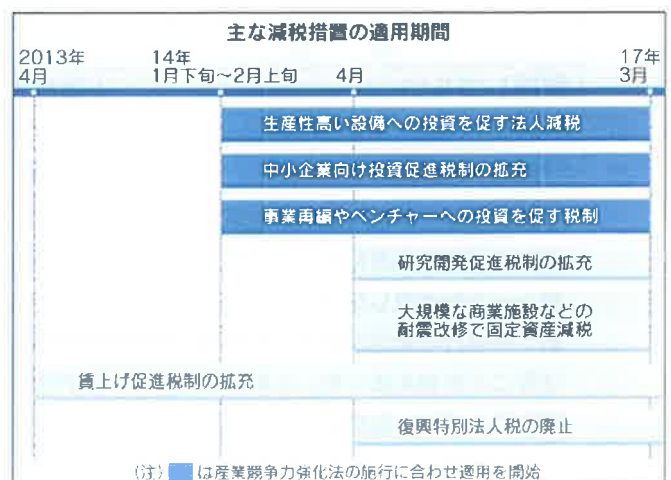 主な減税措置の適用期間
2013年 14年 17年
4月 1月下旬~2月上旬 4月 3月
生産性高い設備への投資を促す法人減税
中小企業向け投資促進税制の拡充
事業再編やベンチャーへの投資を促す税制
研究開発促進税制の拡充
大規模な商業施設などの
耐震改修で固定資産減税
賃上げ促進税制の拡充
復興特別法人税の廃止
(注) は産業競争力強化法の施行に合わせ適用を開始